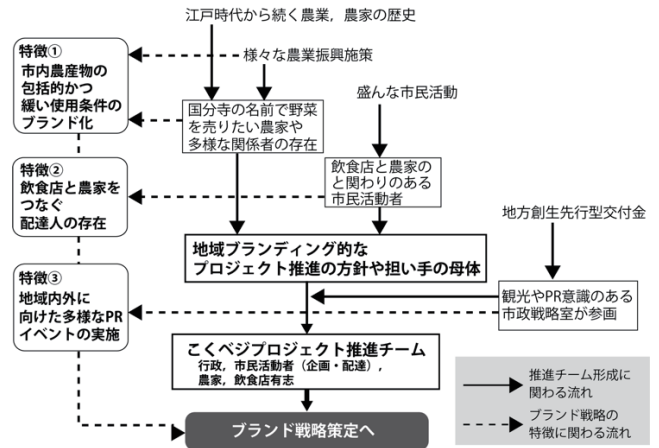 江戸時代から続く農業，農家の歴史
特徴①
市内農産物の
包括的かつ
緩い使用条件の
ブランド化
様々な農業振興施策
盛んな市民活動
国分寺の名前で野菜
を売りたい農家や
多様な関係者の存在
特徴②
飲食店と農家を
つなぐ
配達人の存在
飲食店と農家の
と関わりのある
市民活動者
地方創生先行型交付金
地域ブランディング的な
プロジェクト推進の方針や担い手の母体
特徴③
地域内外に
向けた多様なPR
イベントの実施
観光やPR意識のある
市政戦略室が参画
こくベジプロジェクト推進チーム
行政，市民活動者（企画・配達），
農家，飲食店有志
推進チーム形成に
関わる流れ
ブランド戦略の
特徴に関わる流れ
ブランド戦略策定へ